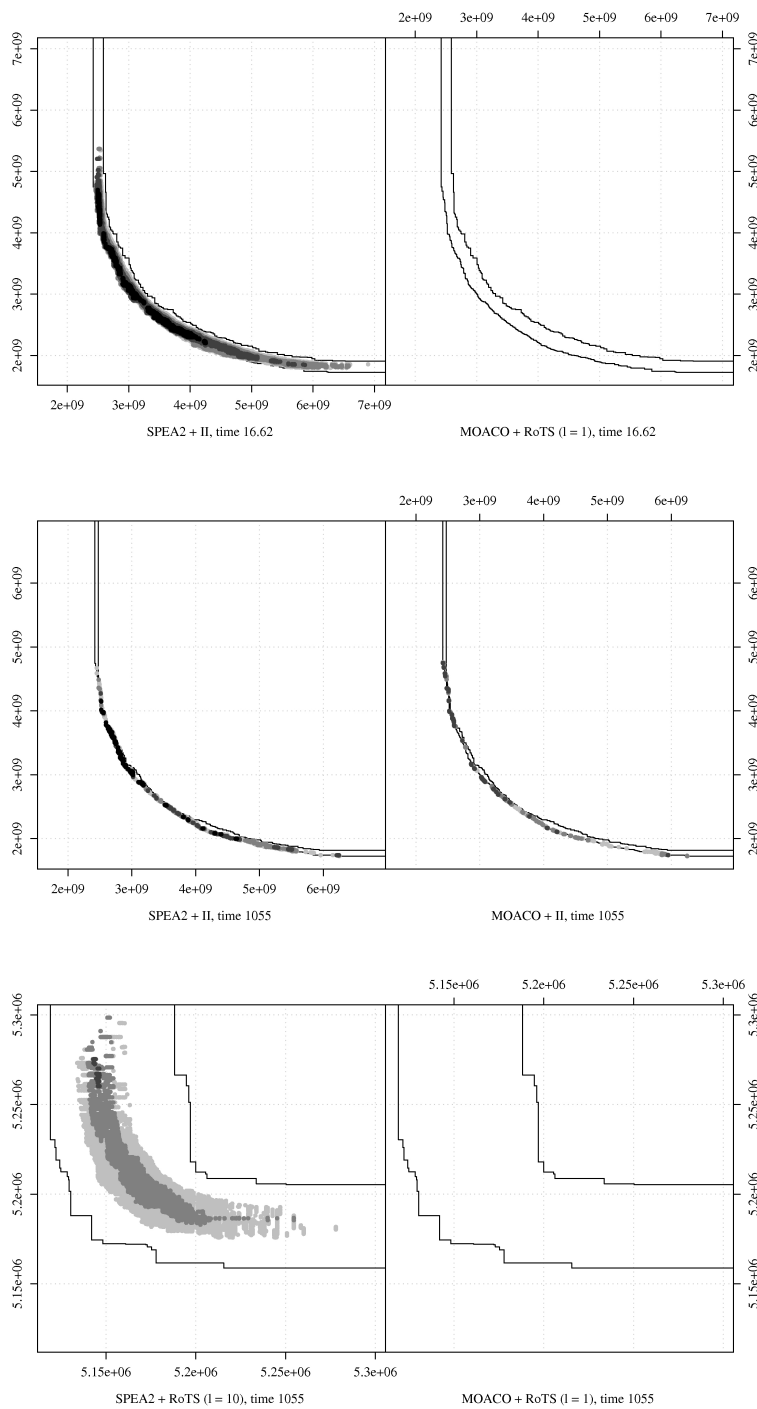 2e+09 3e+09 4e+09 5e+09 6e+09 7e+09
7e+09
6e+09
5e+09
4e+09
3e+09
2e+09
7e+09
6e+09
5e+09
4e+09
3e+09
2e+09
2e+09 3e+09 4e+09 5e+09 6e+09 7e+09
SPEA2 + II, time 16.62
MOACO + RoTS (l = 1), time 16.62
2e+09 3e+09 4e+09 5e+09 6e+09
6e+09
5e+09
4e+09
3e+09
2e+09
6e+09
5e+09
4e+09
3e+09
2e+09
2e+09 3e+09 4e+09 5e+09 6e+09
SPEA2 + II, time 1055
MOACO + II, time 1055
5.15e+06 5.2e+06 5.25e+06 5.3e+06
5.3e+06
5.25e+06
5.2e+06
5.15e+06
5.3e+06
5.25e+06
5.2e+06
5.15e+06
5.15e+06 5.2e+06 5.25e+06 5.3e+06
SPEA2 + RoTS (l = 10), time 1055
MOACO + RoTS (l = 1), time 1055